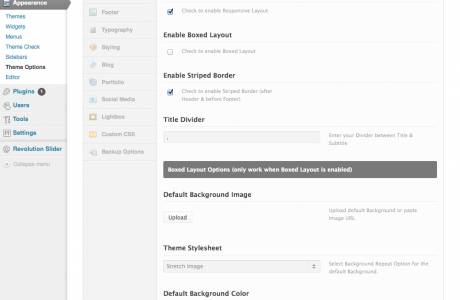 Appearance
Themes
Widgets
Menus
Theme Check
Sidebars
Theme Options
Editor
Plugins 1
Users
Tools
Settings
Revolution Slider
Collapse menu
Footer
Typography
Styling
Blog
Portfolio
Social Media
Lightbox
Custom CSS
Backup Options
Check to enable Responsive Layout
Enable Boxed Layout
Check to enable Boxed Layout
Enable Striped Border
Check to enable Striped Border (after
Header & before Footer)
Title Divider
Enter your Divider between Title &
Subtitle
Boxed Layout Options (only work when Boxed Layout is enabled)
Default Background Image
Upload
Upload default Background or paste
Image URL
Theme Stylesheet
Stretch Image
Select Background Repeat Option for
the default Background.
Default Background Color